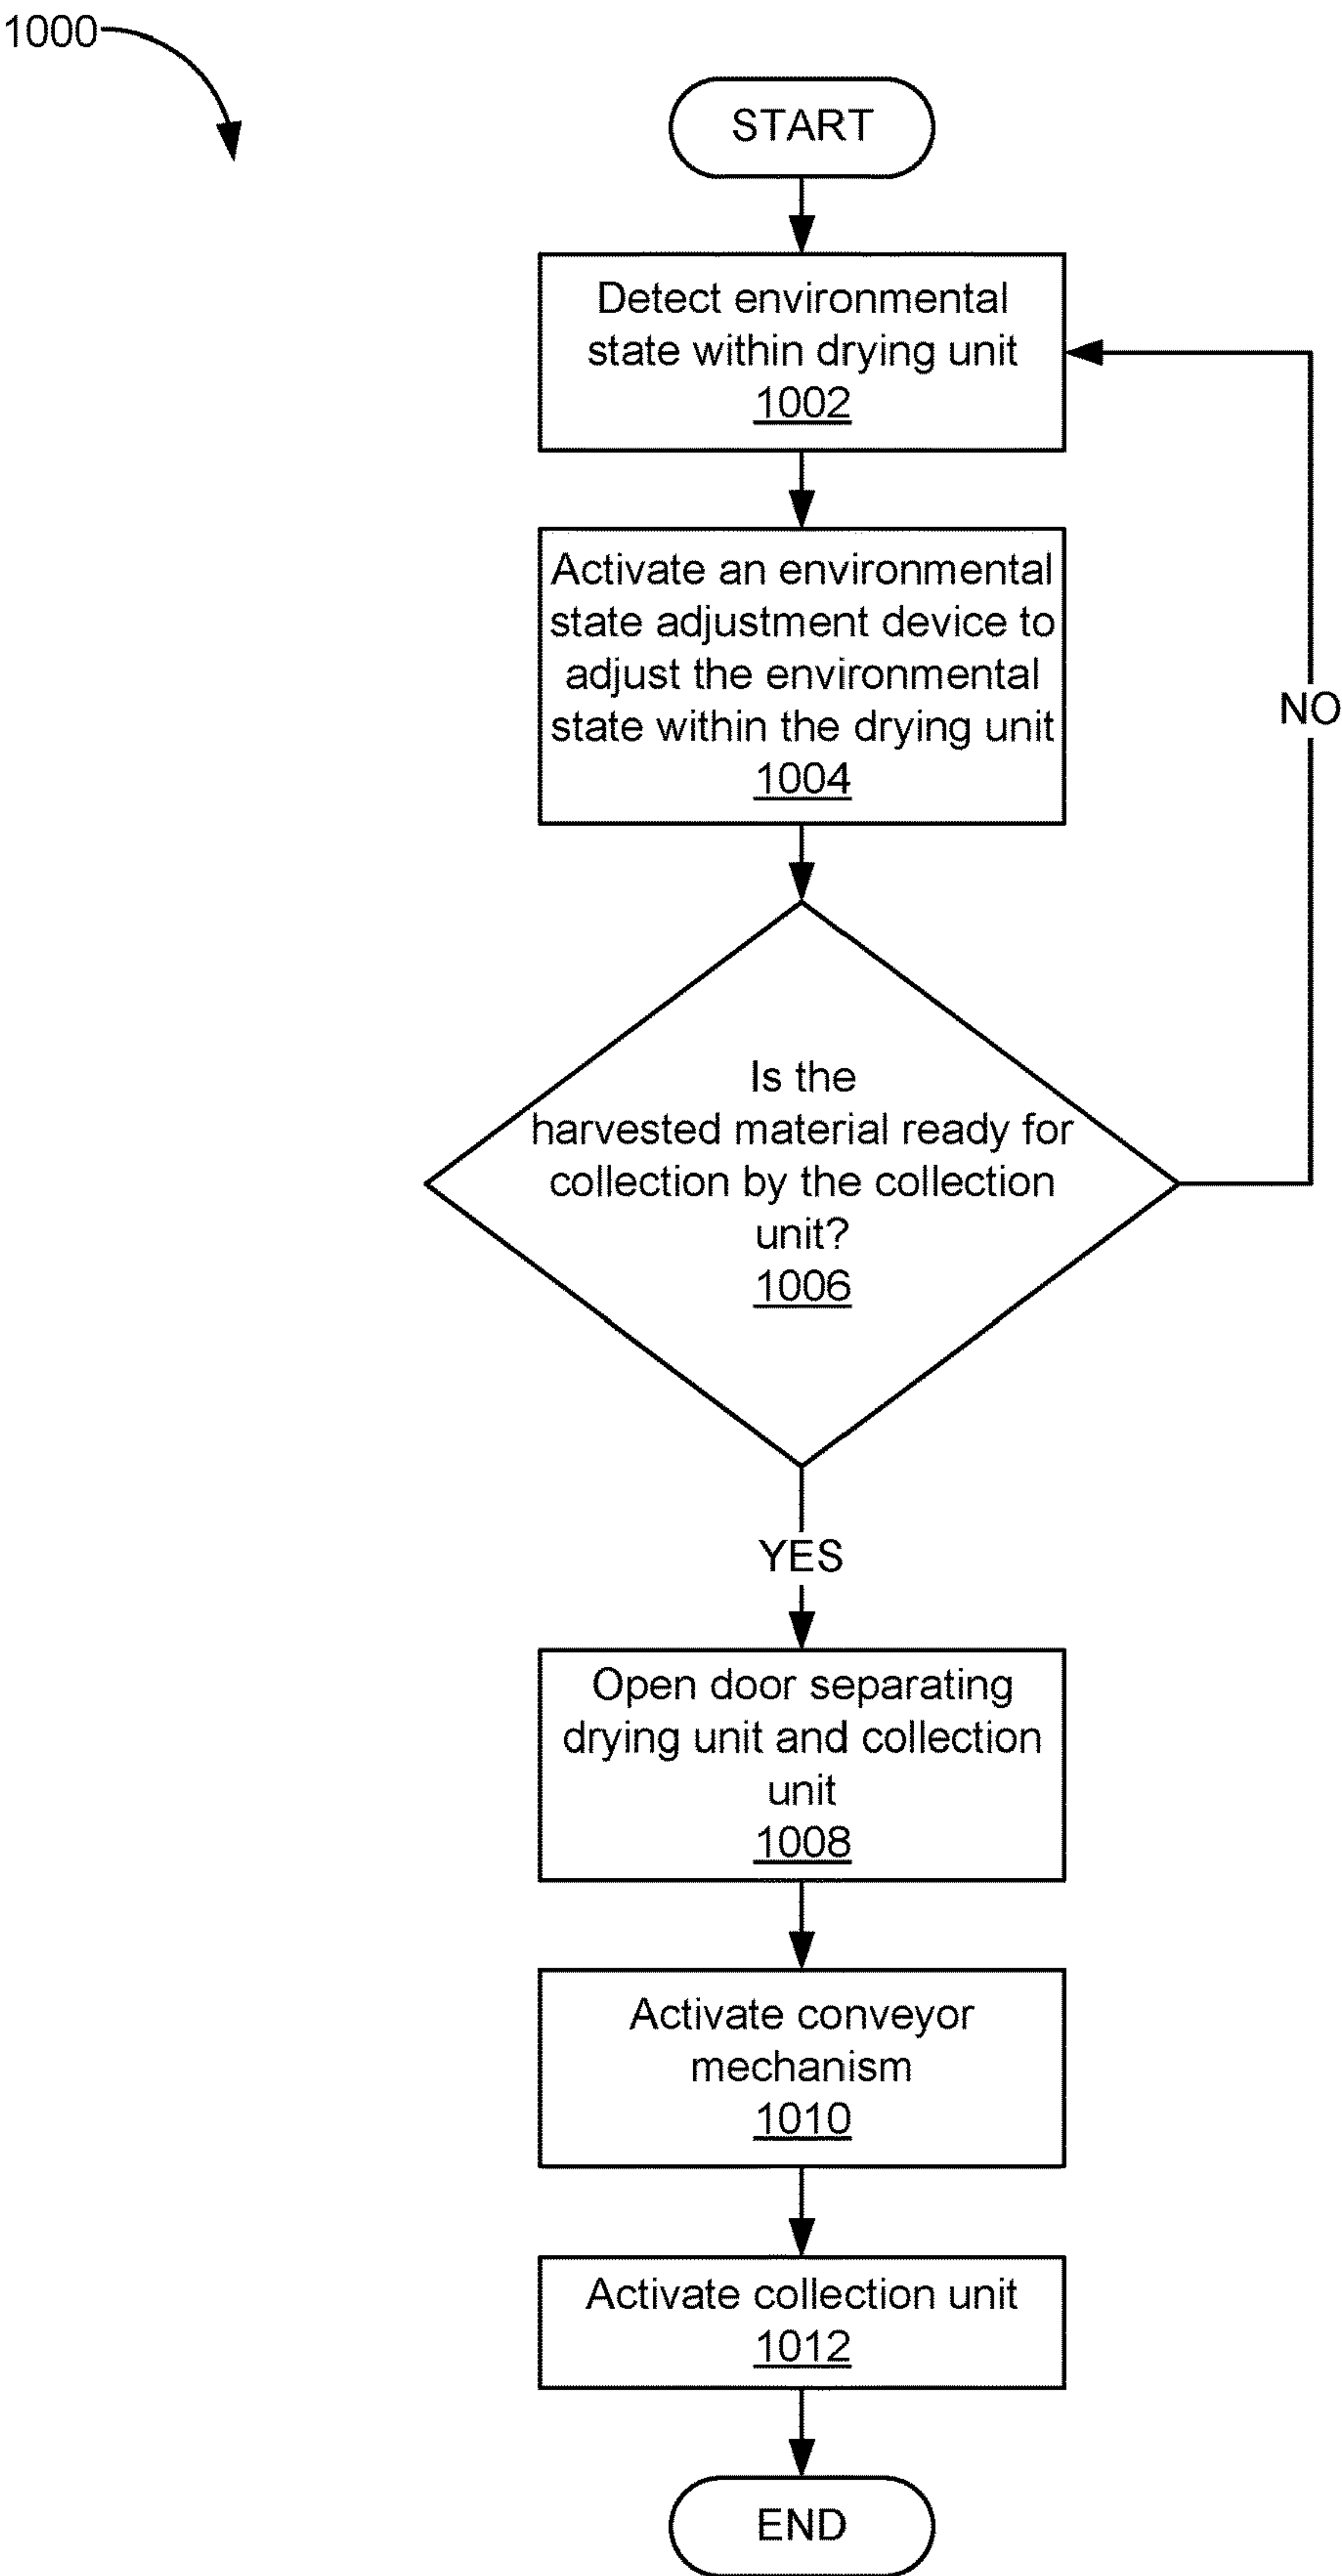 1000
START
Detect environmental
state within drying unit
1002
Activate an environmental
state adjustment device to
adjust the environmental
state within the drying unit
1004
NO
Is the
harvested material ready for
collection by the collection
unit?
1006
YES
Open door separating
drying unit and collection
unit
1008
Activate conveyor
mechanism
1010
Activate collection unit
1012
END